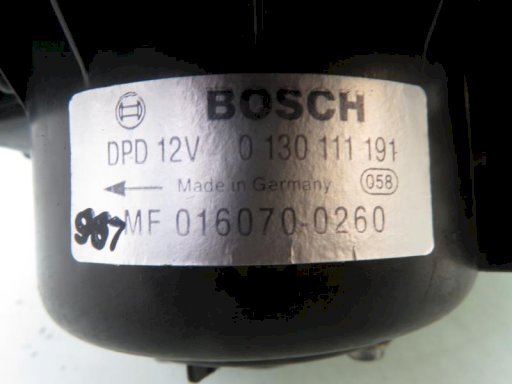 BOSCH
DPD 12V 0 130 111 191
Made in Germany 058
987 MF 016070-0260